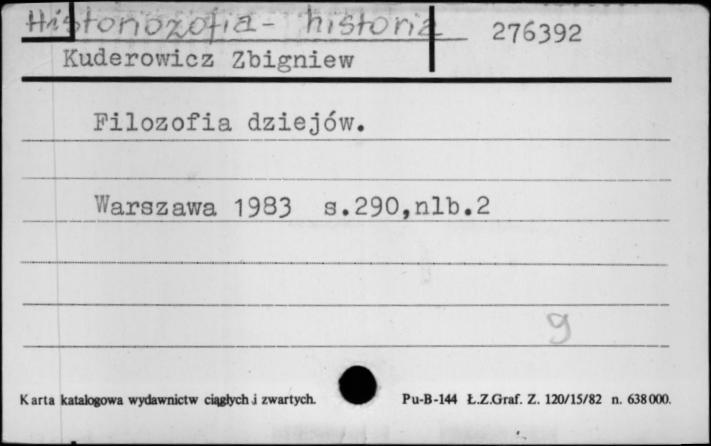 Historiozofia - historia 276392
Kuderowicz Zbigniew
Filozofia dziejów.
Warszawa 1983 s.290,nlb.2
9
Karta katalogowa wydawnictw ciągłych i zwartych. Pu-B-144 Ł.Z.Graf. Z. 120/15/82 n. 638000.